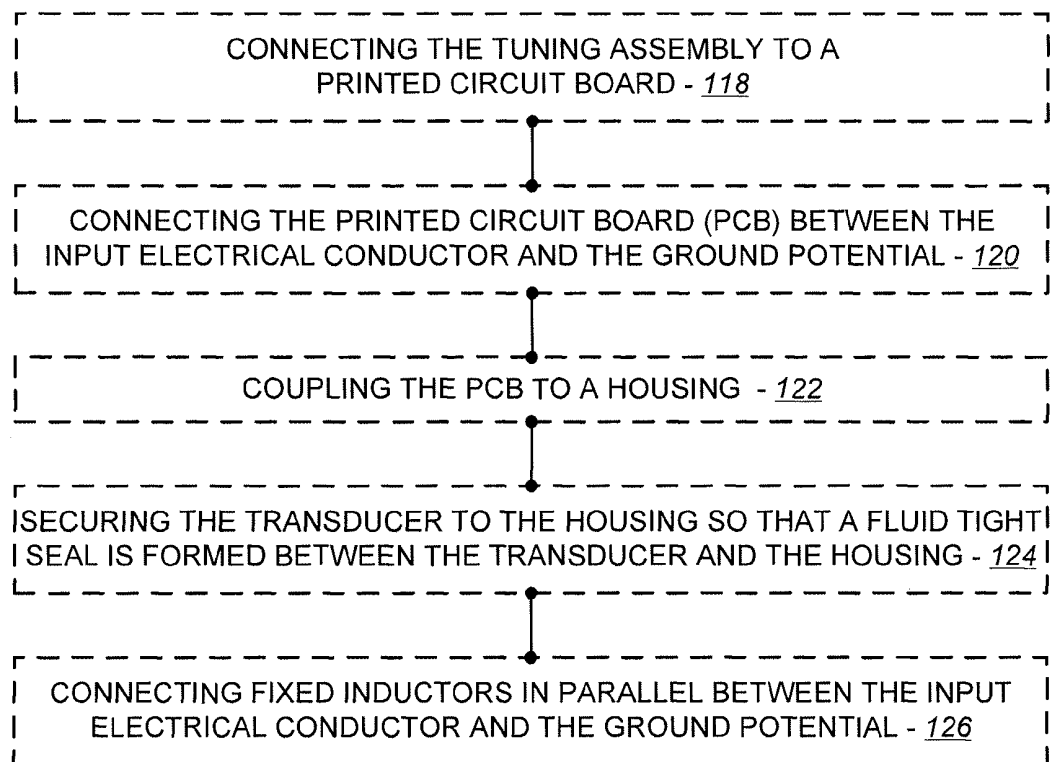 CONNECTING THE TUNING ASSEMBLY TO A
PRINTED CIRCUIT BOARD - 118
CONNECTING THE PRINTED CIRCUIT BOARD (PCB) BETWEEN THE
INPUT ELECTRICAL CONDUCTOR AND THE GROUND POTENTIAL - 120
COUPLING THE PCB TO A HOUSING - 122
SECURING THE TRANSDUCER TO THE HOUSING SO THAT A FLUID TIGHT
SEAL IS FORMED BETWEEN THE TRANSDUCER AND THE HOUSING - 124
CONNECTING FIXED INDUCTORS IN PARALLEL BETWEEN THE INPUT
ELECTRICAL CONDUCTOR AND THE GROUND POTENTIAL - 126